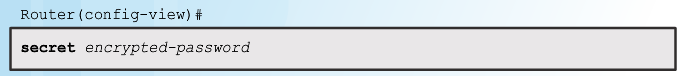 Router(config-view)#
secret encrypted-password